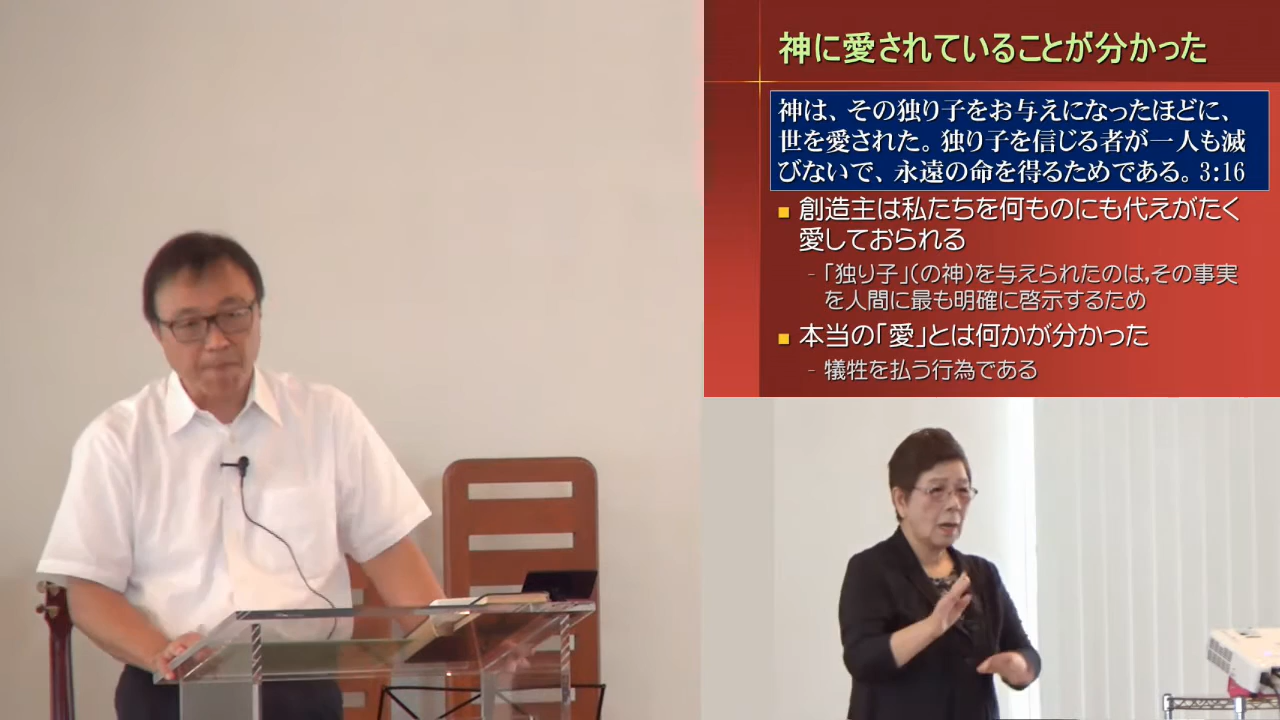 神に愛されていることが分かった
神は、その独り子をお与えになったほどに、
世を愛された。独り子を信じる者が一人も滅
びないで、永遠の命を得るためである。3:16
■ 創造主は私たちを何ものにも代えがたく
愛しておられる
- 「独り子」(の神)を与えられたのは,その事実
を人間に最も明確に啓示するため
■ 本当の「愛」とは何かが分かった
- 犠牲を払う行為である